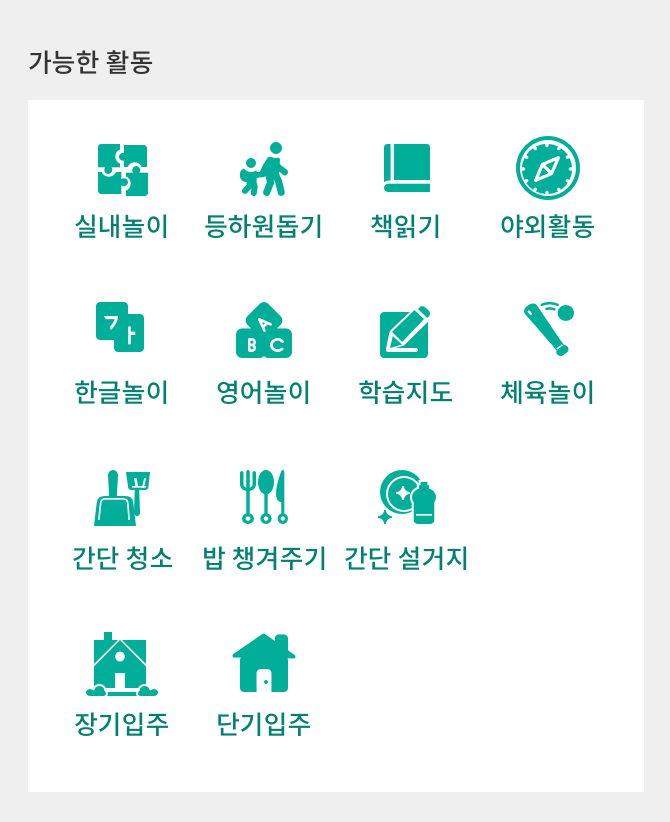 가능한 활동
실내놀이 등하원돕기 책읽기 야외활동
가 A B C
한글놀이 영어놀이 학습지도 체육놀이
간단 청소 밥 챙겨주기 간단 설거지
장기입주 단기입주